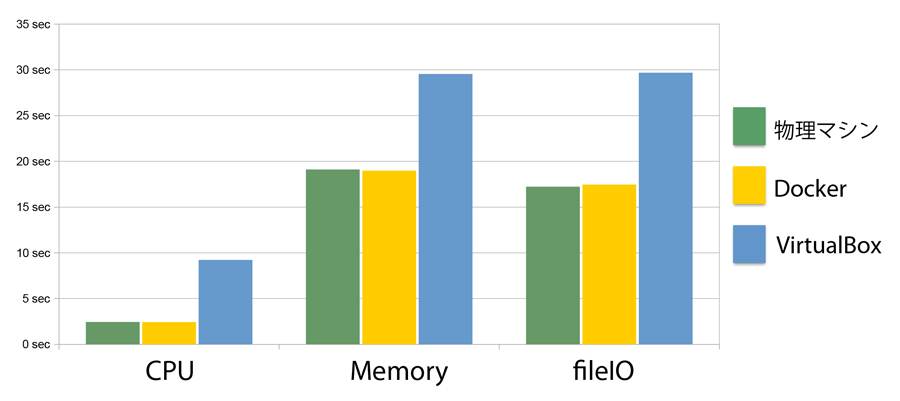 35 sec
30 sec
25 sec
20 sec
15 sec
10 sec
5 sec
0 sec
CPU
Memory
fileIO
物理マシン
Docker
VirtualBox